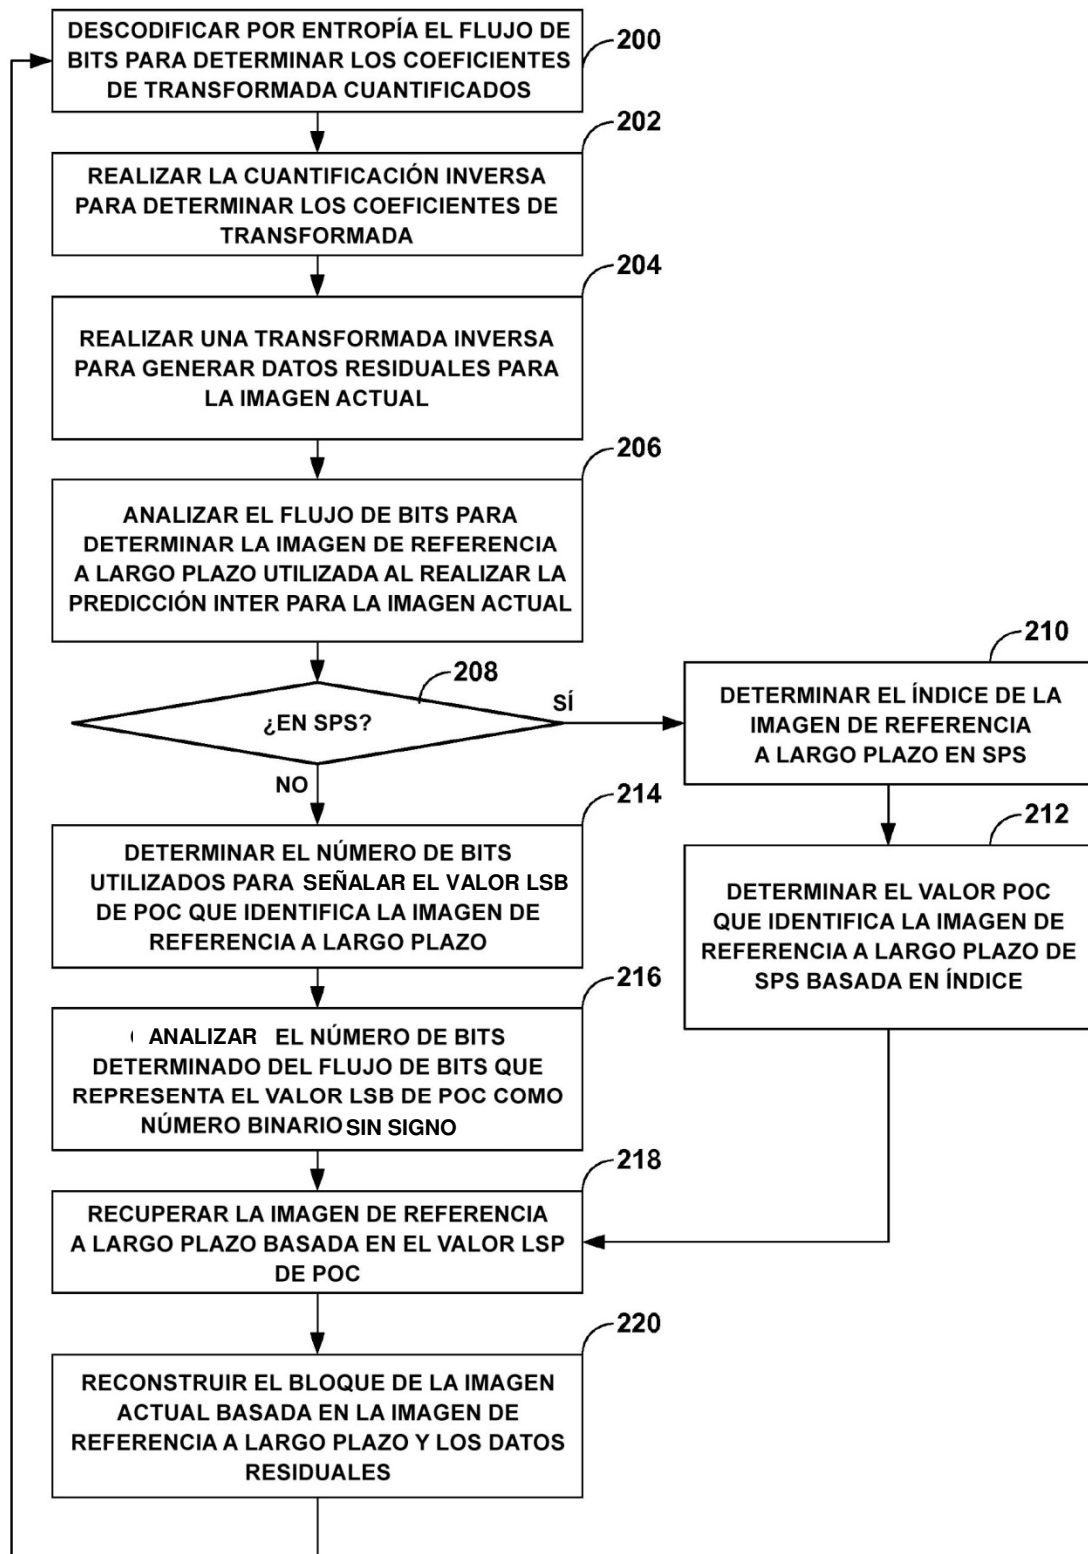 DESCODIFICAR POR ENTROPÍA EL FLUJO DE
BITS PARA DETERMINAR LOS COEFICIENTES
DE TRANSFORMADA CUANTIFICADOS
200
REALIZAR LA CUANTIFICACIÓN INVERSA
PARA DETERMINAR LOS COEFICIENTES DE
TRANSFORMADA
202
REALIZAR UNA TRANSFORMADA INVERSA
PARA GENERAR DATOS RESIDUALES PARA
LA IMAGEN ACTUAL
204
ANALIZAR EL FLUJO DE BITS PARA
DETERMINAR LA IMAGEN DE REFERENCIA
A LARGO PLAZO UTILIZADA AL REALIZAR LA
PREDICCIÓN INTER PARA LA IMAGEN ACTUAL
206
¿EN SPS?
208
SÍ
NO
DETERMINAR EL ÍNDICE DE LA
IMAGEN DE REFERENCIA
A LARGO PLAZO EN SPS
210
DETERMINAR EL VALOR POC
QUE IDENTIFICA LA IMAGEN DE
REFERENCIA A LARGO PLAZO DE
SPS BASADA EN ÍNDICE
212
DETERMINAR EL NÚMERO DE BITS
UTILIZADOS PARA SEÑALAR EL VALOR LSB
DE POC QUE IDENTIFICA LA IMAGEN DE
REFERENCIA A LARGO PLAZO
214
ANALIZAR EL NÚMERO DE BITS
DETERMINADO DEL FLUJO DE BITS QUE
REPRESENTA EL VALOR LSB DE POC COMO
NÚMERO BINARIO SIN SIGNO
216
RECUPERAR LA IMAGEN DE REFERENCIA
A LARGO PLAZO BASADA EN EL VALOR LSP
DE POC
218
RECONSTRUIR EL BLOQUE DE LA IMAGEN
ACTUAL BASADA EN LA IMAGEN DE
REFERENCIA A LARGO PLAZO Y LOS DATOS
RESIDUALES
220